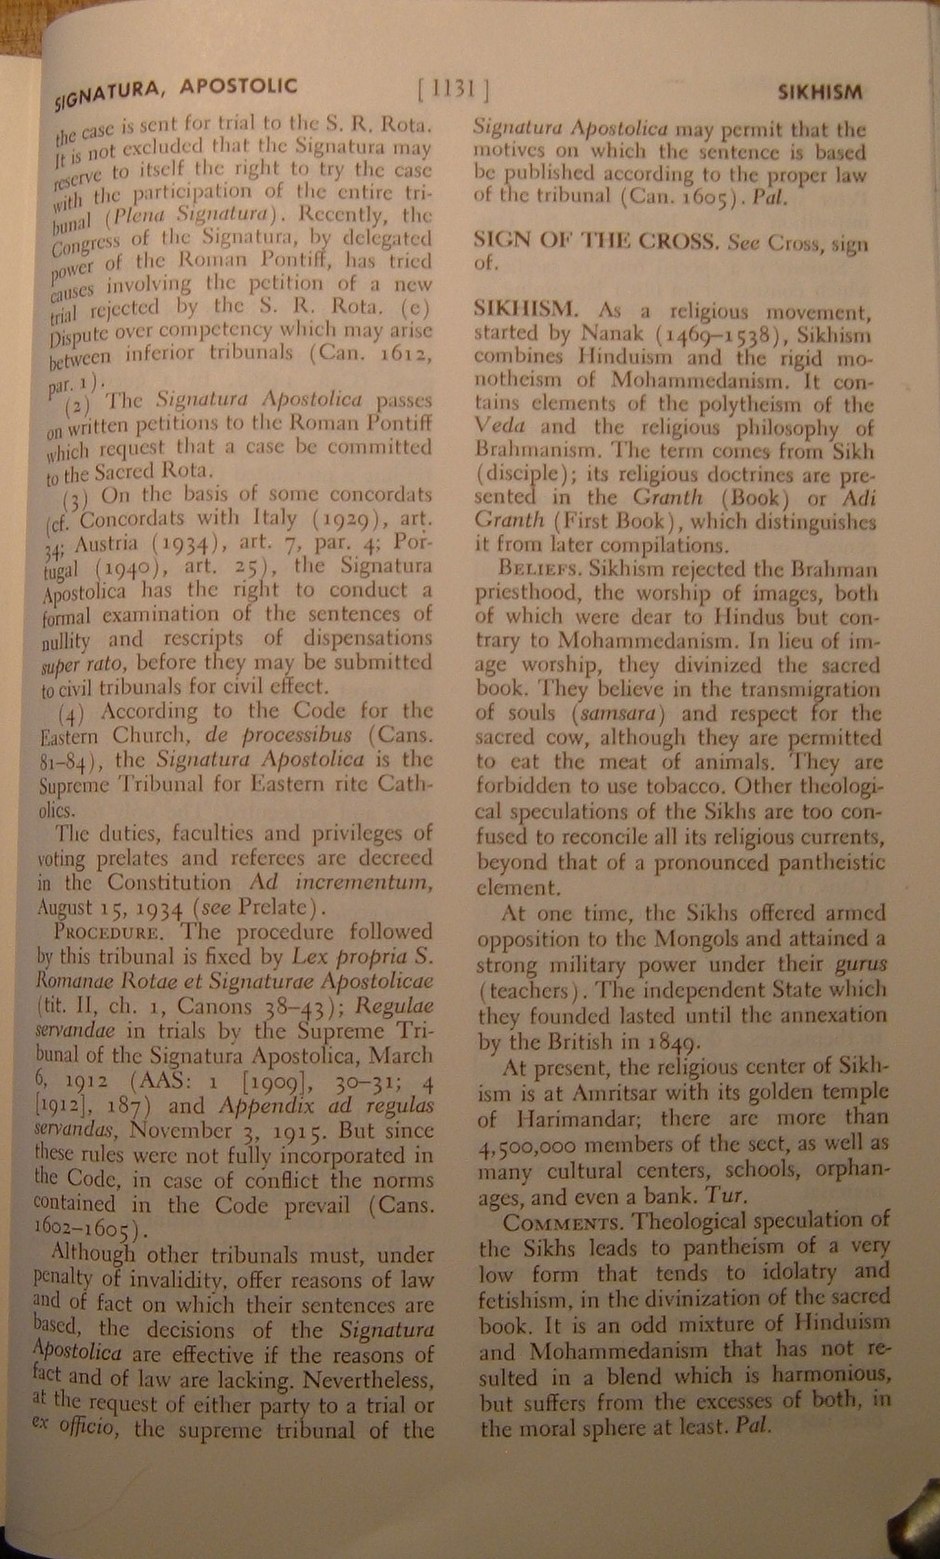 SIGNATURA, APOSTOLIC
[ 1131 ]
SIKHISM
the case is sent for trial to the S. R. Rota.
It is not excluded that the Signatura may
reserve to itself the right to try the case
with the participation of the entire tri-
bunal (Plena Signatura). Recently, the
Congress of the Signatura, by delegated
power of the Roman Pontiff, has tried
causes involving the petition of a new
trial rejected by the S. R. Rota. (e)
Dispute over competency which may arise
between inferior tribunals (Can. 1612,
par. 1).
(2) The Signatura Apostolica passes
on written petitions to the Roman Pontiff
which request that a case be committed
to the Sacred Rota.
(3) On the basis of some concordats
(cf. Concordats with Italy (1929), art.
34; Austria (1934), art. 7, par. 4; Por-
tugal (1940), art. 25), the Signatura
Apostolica has the right to conduct a
formal examination of the sentences of
nullity and rescripts of dispensations
super rato, before they may be submitted
to civil tribunals for civil effect.
(4) According to the Code for the
Eastern Church, de processibus (Cans.
81–84), the Signatura Apostolica is the
Supreme Tribunal for Eastern rite Cath-
olics.
The duties, faculties and privileges of
voting prelates and referees are decreed
in the Constitution Ad incrementum,
August 15, 1934 (see Prelate).
PROCEDURE. The procedure followed
by this tribunal is fixed by Lex propria S.
Romanae Rotae et Signaturae Apostolicae
(tit. II, ch. 1, Canons 38–43); Regulae
servandae in trials by the Supreme Tri-
bunal of the Signatura Apostolica, March
6, 1912 (AAS: 1 [1909], 30–31; 4
[1912], 187) and Appendix ad regulas
servandas, November 3, 1915. But since
these rules were not fully incorporated in
the Code, in case of conflict the norms
contained in the Code prevail (Cans.
1602–1605).
Although other tribunals must, under
penalty of invalidity, offer reasons of law
and of fact on which their sentences are
based, the decisions of the Signatura
Apostolica are effective if the reasons of
fact and of law are lacking. Nevertheless,
at the request of either party to a trial or
ex officio, the supreme tribunal of the
Signatura Apostolica may permit that the
motives on which the sentence is based
be published according to the proper law
of the tribunal (Can. 1605). Pal.
SIGN OF THE CROSS. See Cross, sign
of.
SIKHISM. As a religious movement,
started by Nanak (1469–1538), Sikhism
combines Hinduism and the rigid mo-
notheism of Mohammedanism. It con-
tains elements of the polytheism of the
Veda and the religious philosophy of
Brahmanism. The term comes from Sikh
(disciple); its religious doctrines are pre-
sented in the Granth (Book) or Adi
Granth (First Book), which distinguishes
it from later compilations.
BELIEFS. Sikhism rejected the Brahman
priesthood, the worship of images, both
of which were dear to Hindus but con-
trary to Mohammedanism. In lieu of im-
age worship, they divinized the sacred
book. They believe in the transmigration
of souls (samsara) and respect for the
sacred cow, although they are permitted
to eat the meat of animals. They are
forbidden to use tobacco. Other theologi-
cal speculations of the Sikhs are too con-
fused to reconcile all its religious currents,
beyond that of a pronounced pantheistic
element.
At one time, the Sikhs offered armed
opposition to the Mongols and attained a
strong military power under their gurus
(teachers). The independent State which
they founded lasted until the annexation
by the British in 1849.
At present, the religious center of Sikh-
ism is at Amritsar with its golden temple
of Harimandar; there are more than
4,500,000 members of the sect, as well as
many cultural centers, schools, orphan-
ages, and even a bank. Tur.
COMMENTS. Theological speculation of
the Sikhs leads to pantheism of a very
low form that tends to idolatry and
fetishism, in the divinization of the sacred
book. It is an odd mixture of Hinduism
and Mohammedanism that has not re-
sulted in a blend which is harmonious,
but suffers from the excesses of both, in
the moral sphere at least. Pal.